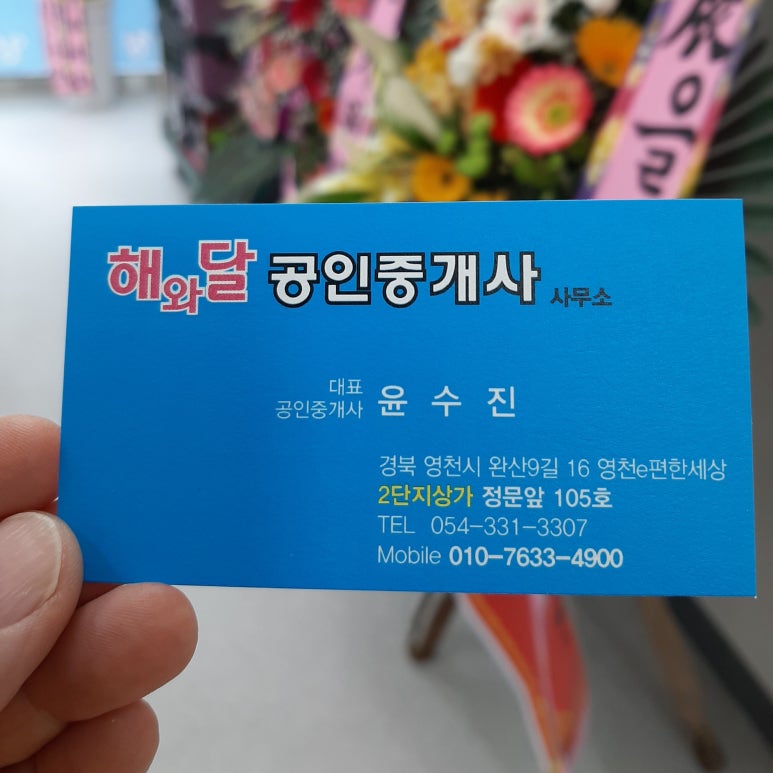 해와달 공인중개사 사무소
대표
공인중개사 윤수진
경북 영천시 완산9길 16 영천e편한세상
2단지상가 정문앞 105호
TEL 054-331-3307
Mobile 010-7633-4900